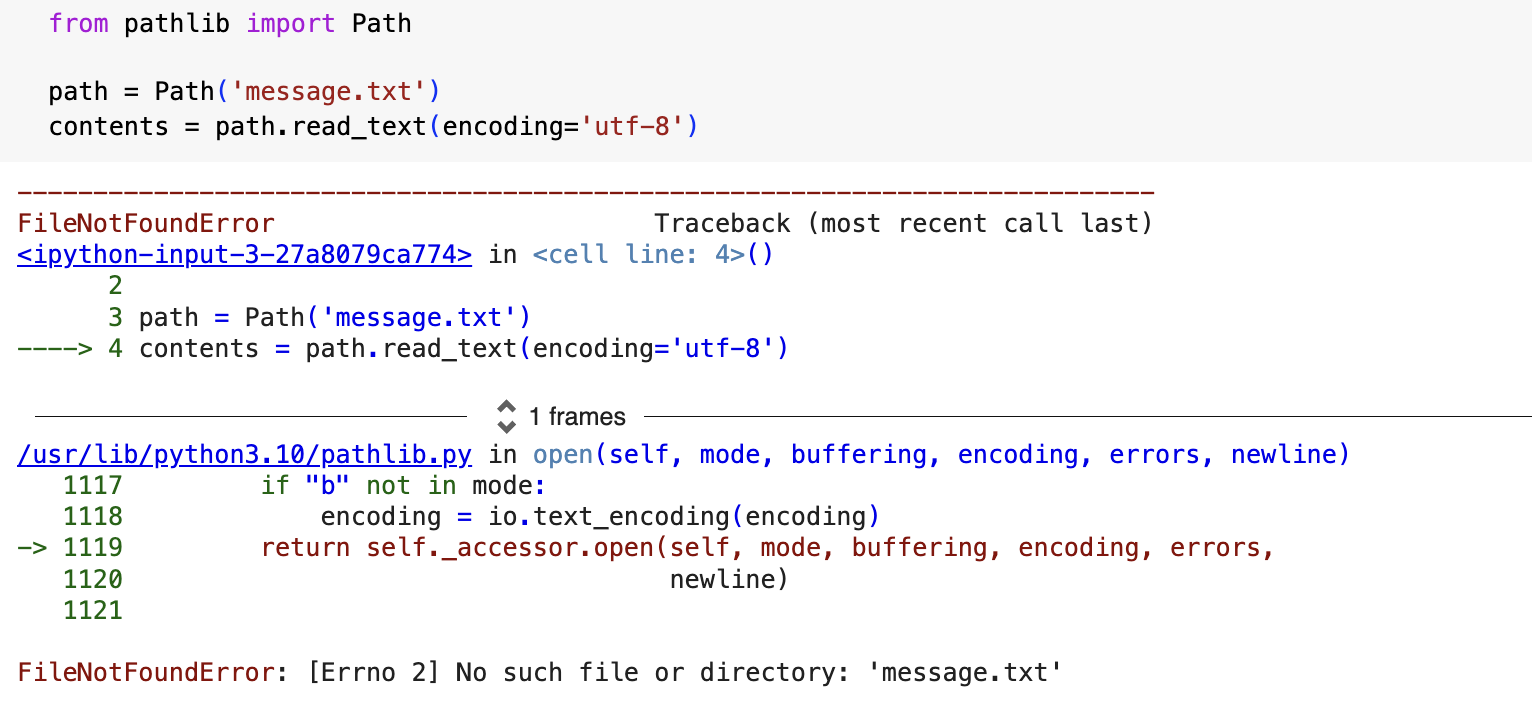 from pathlib import Path
path = Path('message.txt')
contents = path.read_text(encoding='utf-8')
---------------------------------------------------------------------------
FileNotFoundError                         Traceback (most recent call last)
<ipython-input-3-27a8079ca774> in <cell line: 4>()
      2
      3 path = Path('message.txt')
----> 4 contents = path.read_text(encoding='utf-8')
1 frames
/usr/lib/python3.10/pathlib.py in open(self, mode, buffering, encoding, errors, newline)
   1117         if "b" not in mode:
   1118             encoding = io.text_encoding(encoding)
-> 1119         return self._accessor.open(self, mode, buffering, encoding, errors,
   1120                                    newline)
   1121
FileNotFoundError: [Errno 2] No such file or directory: 'message.txt'